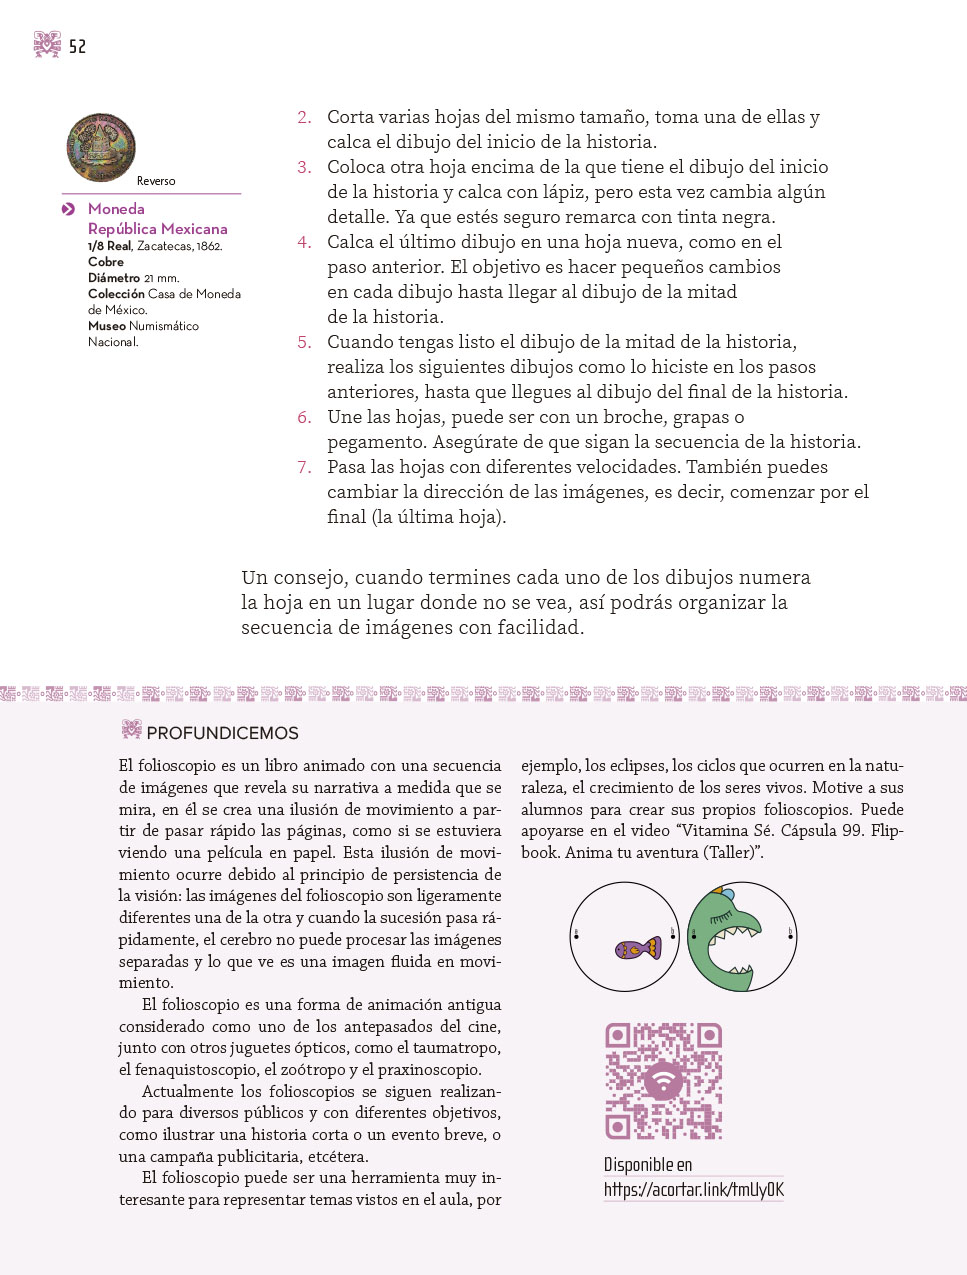 52
Reverso
Moneda
República Mexicana
1/8 Real, Zacatecas, 1862.
Cobre
Diámetro 21 mm.
Colección Casa de Moneda
de México.
Museo Numismático
Nacional.
2. Corta varias hojas del mismo tamaño, toma una de ellas y
calca el dibujo del inicio de la historia.
3. Coloca otra hoja encima de la que tiene el dibujo del inicio
de la historia y calca con lápiz, pero esta vez cambia algún
detalle. Ya que estés seguro remarca con tinta negra.
4. Calca el último dibujo en una hoja nueva, como en el
paso anterior. El objetivo es hacer pequeños cambios
en cada dibujo hasta llegar al dibujo de la mitad
de la historia.
5. Cuando tengas listo el dibujo de la mitad de la historia,
realiza los siguientes dibujos como lo hiciste en los pasos
anteriores, hasta que llegues al dibujo del final de la historia.
6. Une las hojas, puede ser con un broche, grapas o
pegamento. Asegúrate de que sigan la secuencia de la historia.
7. Pasa las hojas con diferentes velocidades. También puedes
cambiar la dirección de las imágenes, es decir, comenzar por el
final (la última hoja).
Un consejo, cuando termines cada uno de los dibujos numera
la hoja en un lugar donde no se vea, así podrás organizar la
secuencia de imágenes con facilidad.
PROFUNDICEMOS
El folioscopio es un libro animado con una secuencia
de imágenes que revela su narrativa a medida que se
mira, en él se crea una ilusión de movimiento a par-
tir de pasar rápido las páginas, como si se estuviera
viendo una película en papel. Esta ilusión de movi-
miento ocurre debido al principio de persistencia de
la visión: las imágenes del folioscopio son ligeramente
diferentes una de la otra y cuando la sucesión pasa rá-
pidamente, el cerebro no puede procesar las imágenes
separadas y lo que ve es una imagen fluida en movi-
miento.
El folioscopio es una forma de animación antigua
considerado como uno de los antepasados del cine,
junto con otros juguetes ópticos, como el taumatropo,
el fenaquistoscopio, el zoótropo y el praxinoscopio.
Actualmente los folioscopios se siguen realizan-
do para diversos públicos y con diferentes objetivos,
como ilustrar una historia corta o un evento breve, o
una campaña publicitaria, etcétera.
El folioscopio puede ser una herramienta muy in-
teresante para representar temas vistos en el aula, por
ejemplo, los eclipses, los ciclos que ocurren en la natu-
raleza, el crecimiento de los seres vivos. Motive a sus
alumnos para crear sus propios folioscopios. Puede
apoyarse en el video “Vitamina Sé. Cápsula 99. Flip-
book. Anima tu aventura (Taller)”.
a b a b
Disponible en
https://acortar.link/tmUy0K